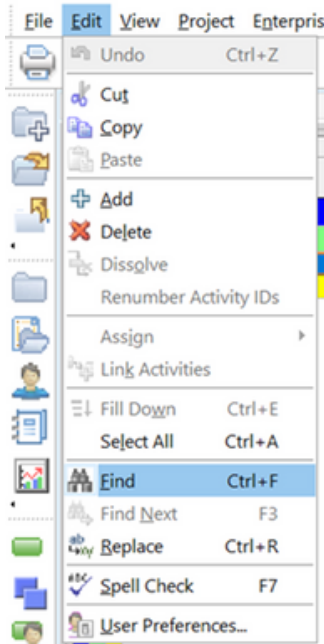 File Edit View Project Enterpris
Undo Ctrl+Z
Cut
Copy
Paste
Add
Delete
Dissolve
Renumber Activity IDs
Assign
Link Activities
Fill Down Ctrl+E
Select All Ctrl+A
Find Ctrl+F
Find Next F3
Replace Ctrl+R
Spell Check F7
User Preferences...